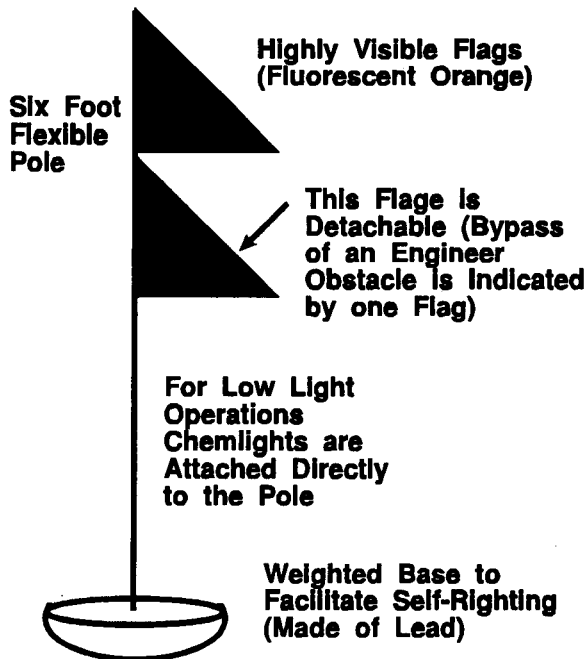 Highly Visible Flags
(Fluorescent Orange)
Six Foot
Flexible
Pole
This Flage is
Detachable (Bypass
of an Engineer
Obstacle is Indicated
by one Flag)
For Low Light
Operations
Chemlights are
Attached Directly
to the Pole
Weighted Base to
Facilitate Self-Righting
(Made of Lead)